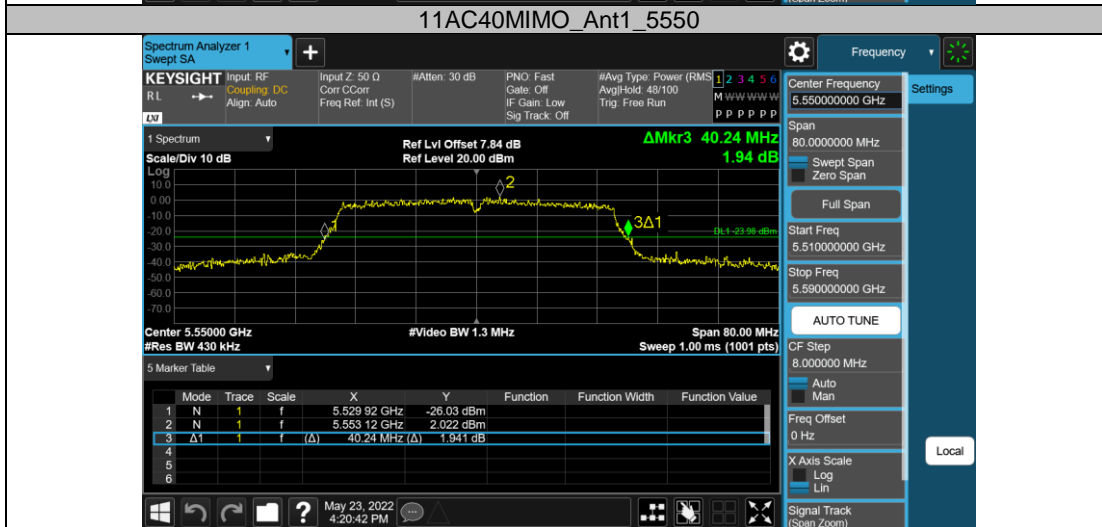 (Span Zoom)
11AC40MIMO_Ant1_5550
Spectrum Analyzer 1
Swept SA
+
Frequency
KEYSIGHT
RL
LXI
Input: RF
Coupling: DC
Align: Auto
Input Z: 50 Ω
Corr CCorr
Freq Ref: Int (S)
#Atten: 30 dB
PNO: Fast
Gate: Off
IF Gain: Low
Sig Track: Off
#Avg Type: Power (RMS
Avg|Hold: 48/100
Trig: Free Run
1 2 3 4 5 6
M W W W W W
P P P P P P
1 Spectrum
Scale/Div 10 dB
Ref Lvl Offset 7.84 dB
Ref Level 20.00 dBm
ΔMkr3 40.24 MHz
1.94 dB
Log
10.0
0.00
-10.0
-20.0
-30.0
-40.0
-50.0
-60.0
-70.0
2
1
3Δ1
DL1 -23.98 dBm
Center 5.55000 GHz
#Res BW 430 kHz
#Video BW 1.3 MHz
Span 80.00 MHz
Sweep 1.00 ms (1001 pts)
5 Marker Table
Mode Trace Scale X Y Function Function Width Function Value
1 N 1 f 5.529 92 GHz -26.03 dBm
2 N 1 f 5.553 12 GHz 2.022 dBm
3 Δ1 1 f (Δ) 40.24 MHz (Δ) 1.941 dB
4
5
6
Center Frequency
5.550000000 GHz
Settings
Span
80.0000000 MHz
Swept Span
Zero Span
Full Span
Start Freq
5.510000000 GHz
Stop Freq
5.590000000 GHz
AUTO TUNE
CF Step
8.000000 MHz
Auto
Man
Freq Offset
0 Hz
Local
X Axis Scale
Log
Lin
Signal Track
(Span Zoom)
?
May 23, 2022
4:20:42 PM